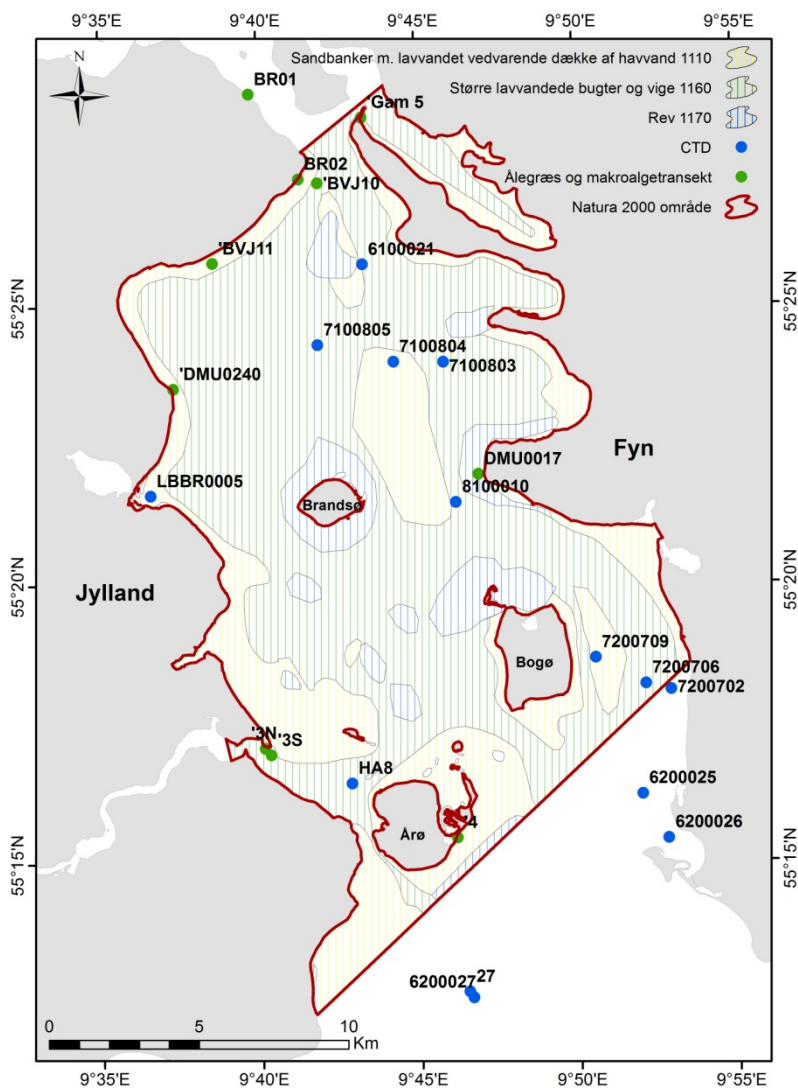 9°35'E
9°40'E
9°45'E
9°50'E
9°55'E
N
Sandbanker m. lavvandet vedvarende dække af havvand 1110
Større lavvandede bugter og vige 1160
Rev 1170
CTD
Ålegræs og makroalgetransekt
Natura 2000 område
BR01
'Gam 5
BR02
'BVJ10
'BVJ11
6100021
55°25'N
55°25'N
7100805
7100804
7100803
'DMU0240
DMU0017
Fyn
LBBR0005
8100010
Brandsø
55°20'N
55°20'N
Jylland
Bogø
7200709
7200706
7200702
'3N
'3S
HA8
6200025
6200026
Årø
'4
55°15'N
55°15'N
6200027
27
0
5
10
Km
9°35'E
9°40'E
9°45'E
9°50'E
9°55'E